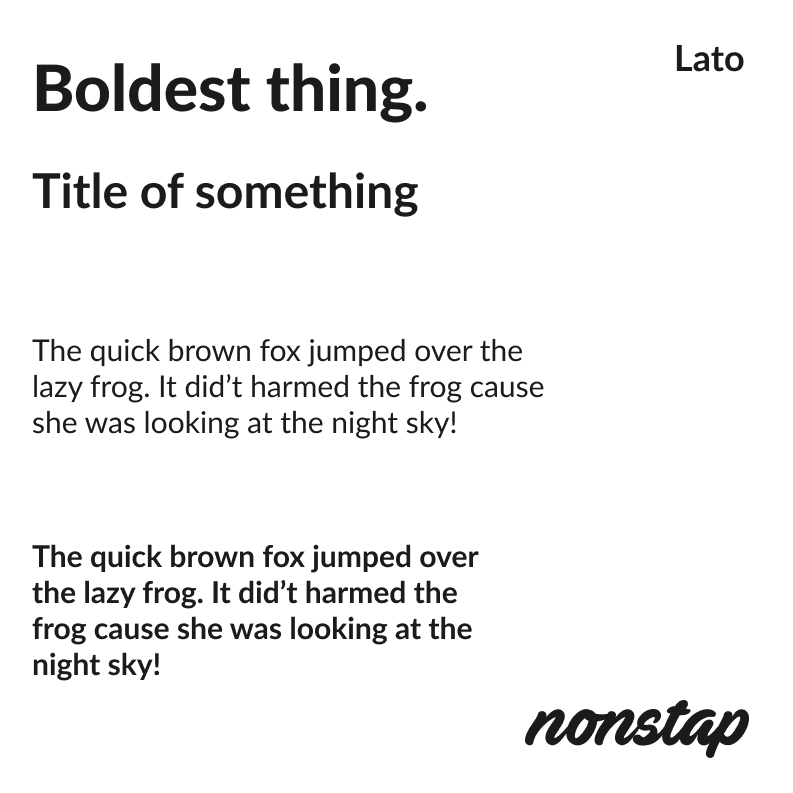 Lato
Boldest thing.
Title of something
The quick brown fox jumped over the
lazy frog. It did’t harmed the frog cause
she was looking at the night sky!
The quick brown fox jumped over
the lazy frog. It did’t harmed the
frog cause she was looking at the
night sky!
nonstap